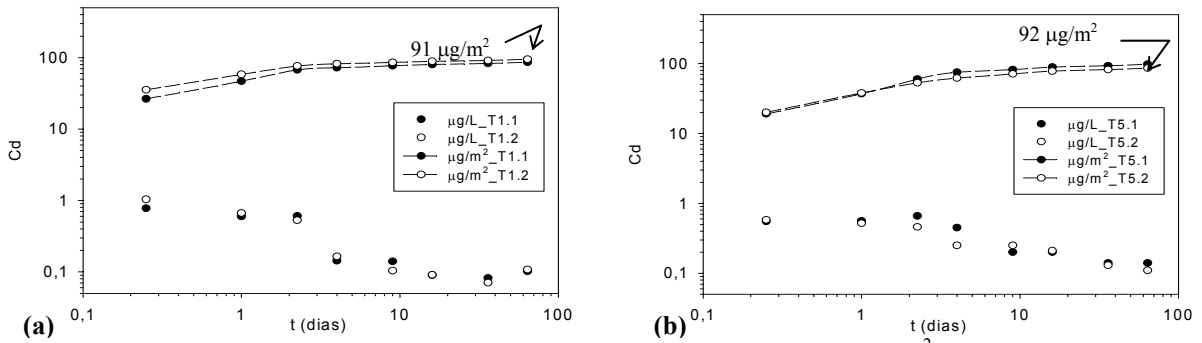 91 μg/m²
100
10
1
0,1
Cd
μg/L_T1.1
μg/L_T1.2
μg/m²_T1.1
μg/m²_T1.2
0,1
1
10
100
t (dias)
(a)
92 μg/m²
100
10
1
0,1
Cd
μg/L_T5.1
μg/L_T5.2
μg/m²_T5.1
μg/m²_T5.2
0,1
1
10
100
t (dias)
(b)
2